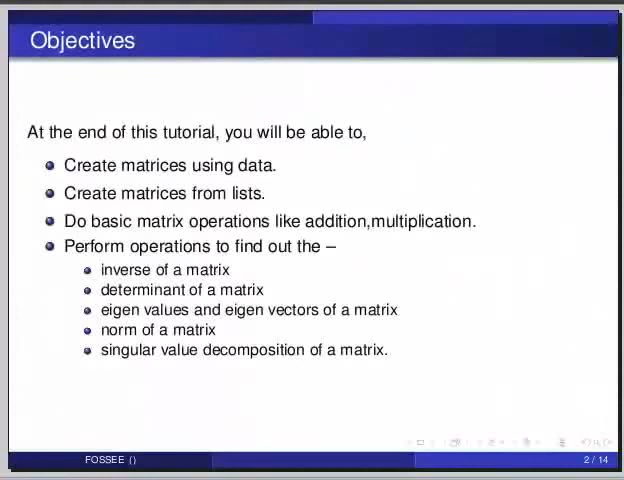 Objectives
At the end of this tutorial, you will be able to,
Create matrices using data.
Create matrices from lists.
Do basic matrix operations like addition,multiplication.
Perform operations to find out the –
inverse of a matrix
determinant of a matrix
eigen values and eigen vectors of a matrix
norm of a matrix
singular value decomposition of a matrix.
FOSSEE ()
2 / 14